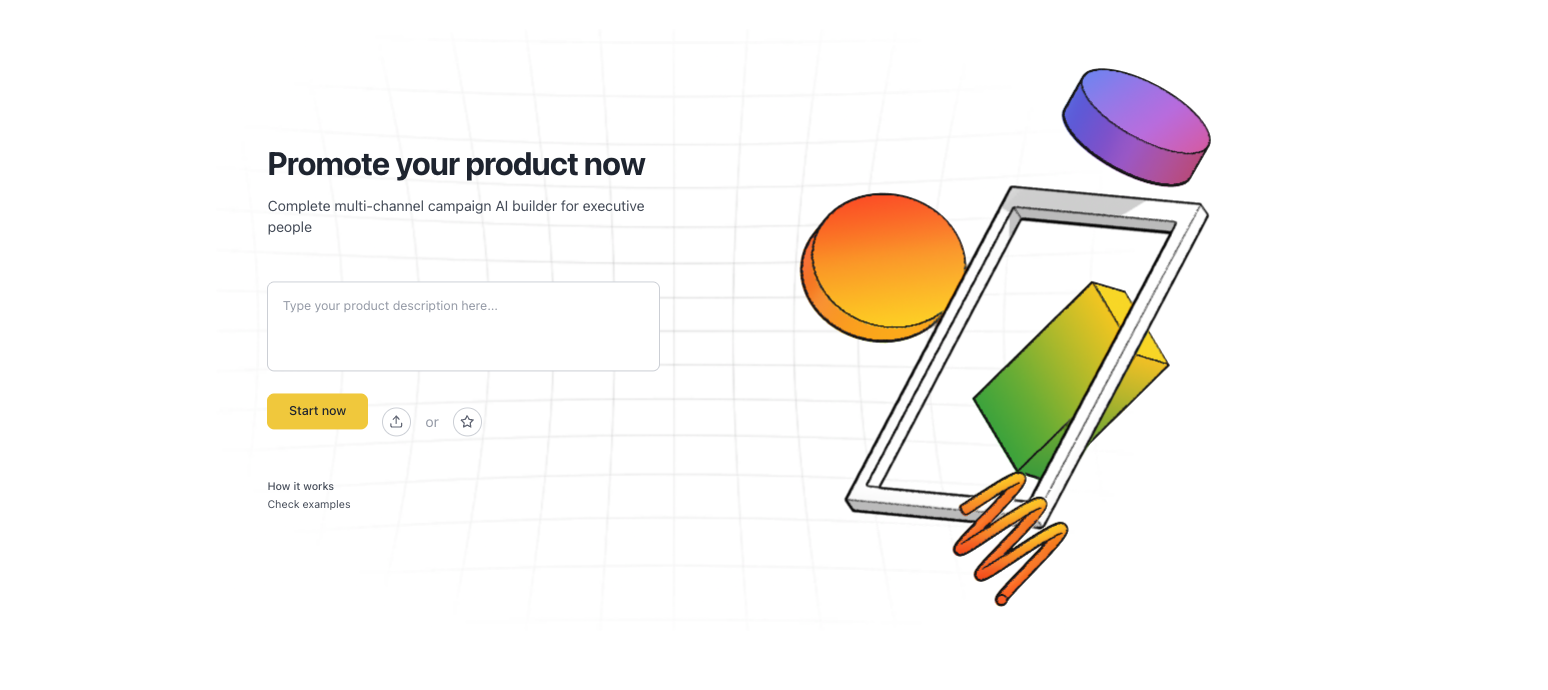 Promote your product now
Complete multi-channel campaign AI builder for executive
people
Type your product description here...
Start now
or
How it works
Check examples